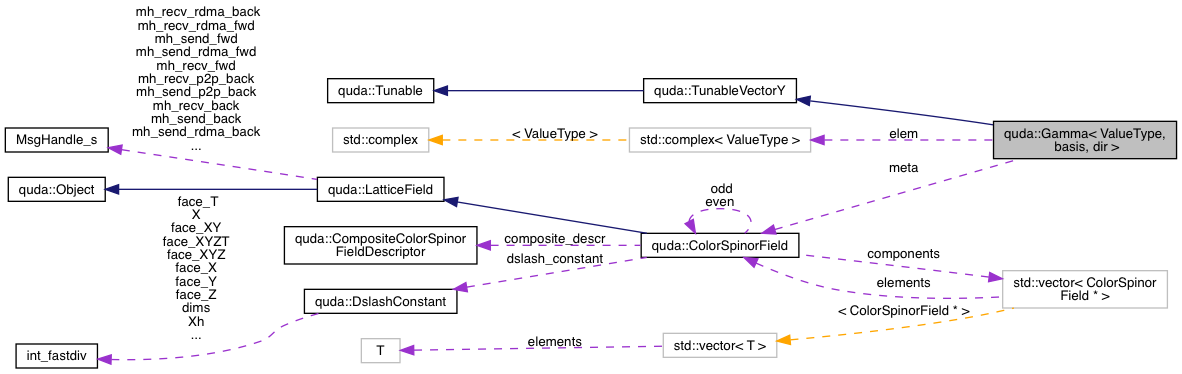 mh_recv_rdma_back
mh_recv_rdma_fwd
mh_send_fwd
mh_send_rdma_fwd
mh_recv_fwd
mh_recv_p2p_back
mh_send_p2p_back
mh_recv_back
mh_send_back
mh_send_rdma_back
...
quda::Tunable
quda::TunableVectorY
MsgHandle_s
std::complex
< ValueType >
std::complex< ValueType >
elem
quda::Gamma< ValueType,
basis, dir >
meta
quda::Object
quda::LatticeField
odd
even
face_T
X
face_XY
face_XYZT
face_XYZ
face_X
face_Y
face_Z
dims
Xh
...
quda::CompositeColorSpinor
FieldDescriptor
composite_descr
quda::ColorSpinorField
dslash_constant
components
elements
std::vector< ColorSpinor
Field * >
quda::DslashConstant
< ColorSpinorField * >
int_fastdiv
T
elements
std::vector< T >